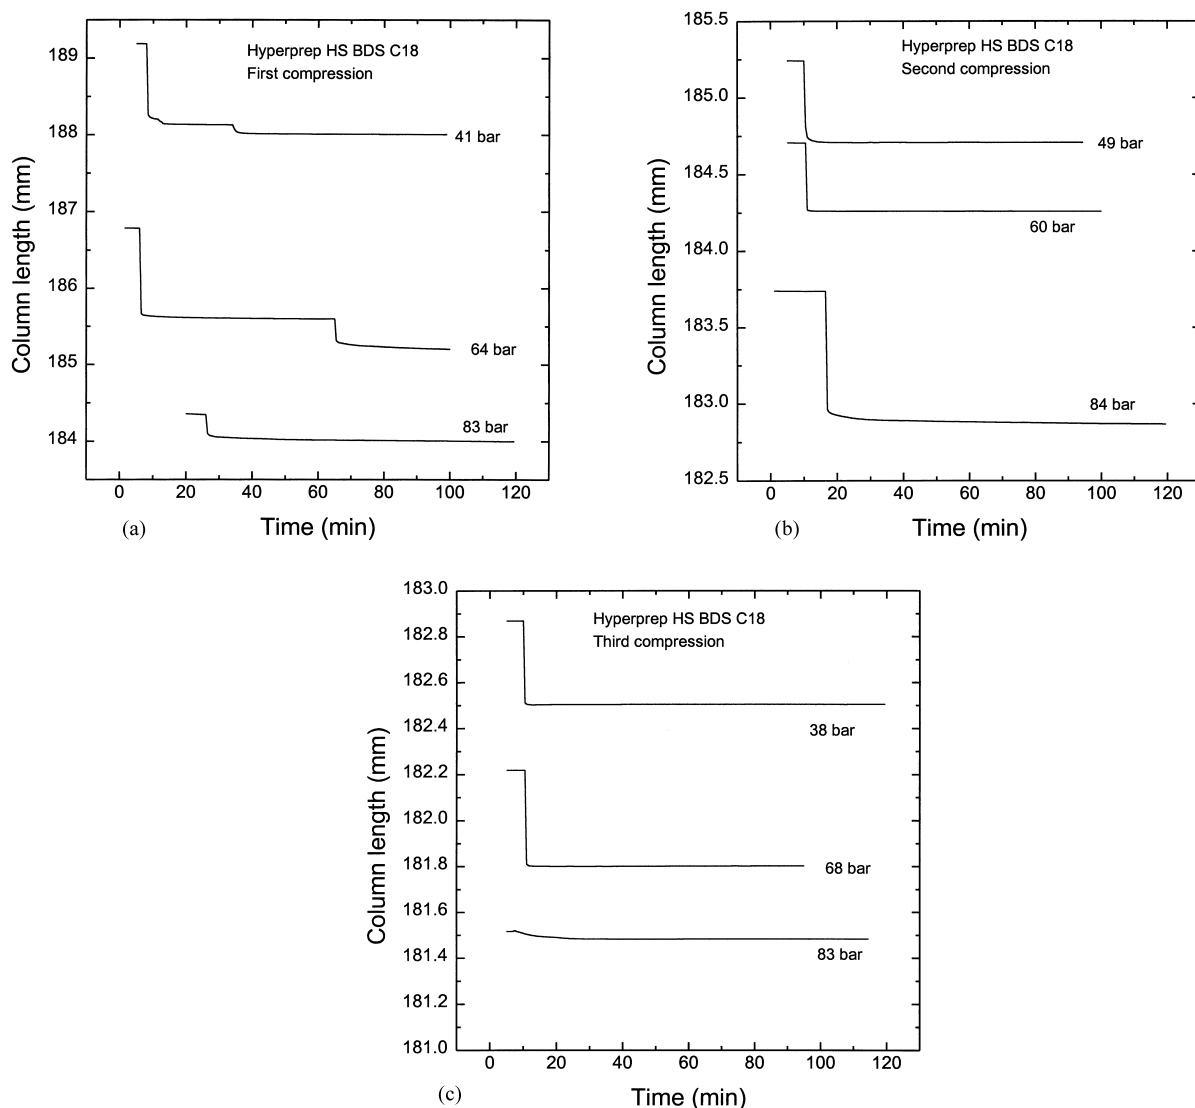 Hyperprep HS BDS C18
First compression
Column length (mm)
189
188
187
186
185
184
41 bar
64 bar
83 bar
0 20 40 60 80 100 120
(a)
Time (min)
Hyperprep HS BDS C18
Second compression
Column length (mm)
185.5
185.0
184.5
184.0
183.5
183.0
182.5
49 bar
60 bar
84 bar
0 20 40 60 80 100 120
(b)
Time (min)
Hyperprep HS BDS C18
Third compression
Column length (mm)
183.0
182.8
182.6
182.4
182.2
182.0
181.8
181.6
181.4
181.2
181.0
38 bar
68 bar
83 bar
0 20 40 60 80 100 120
(c)
Time (min)